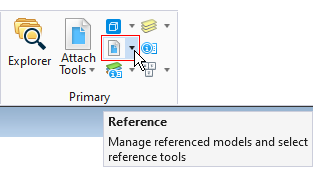 Explorer
Attach
Tools
Primary
Reference
Manage referenced models and select
reference tools